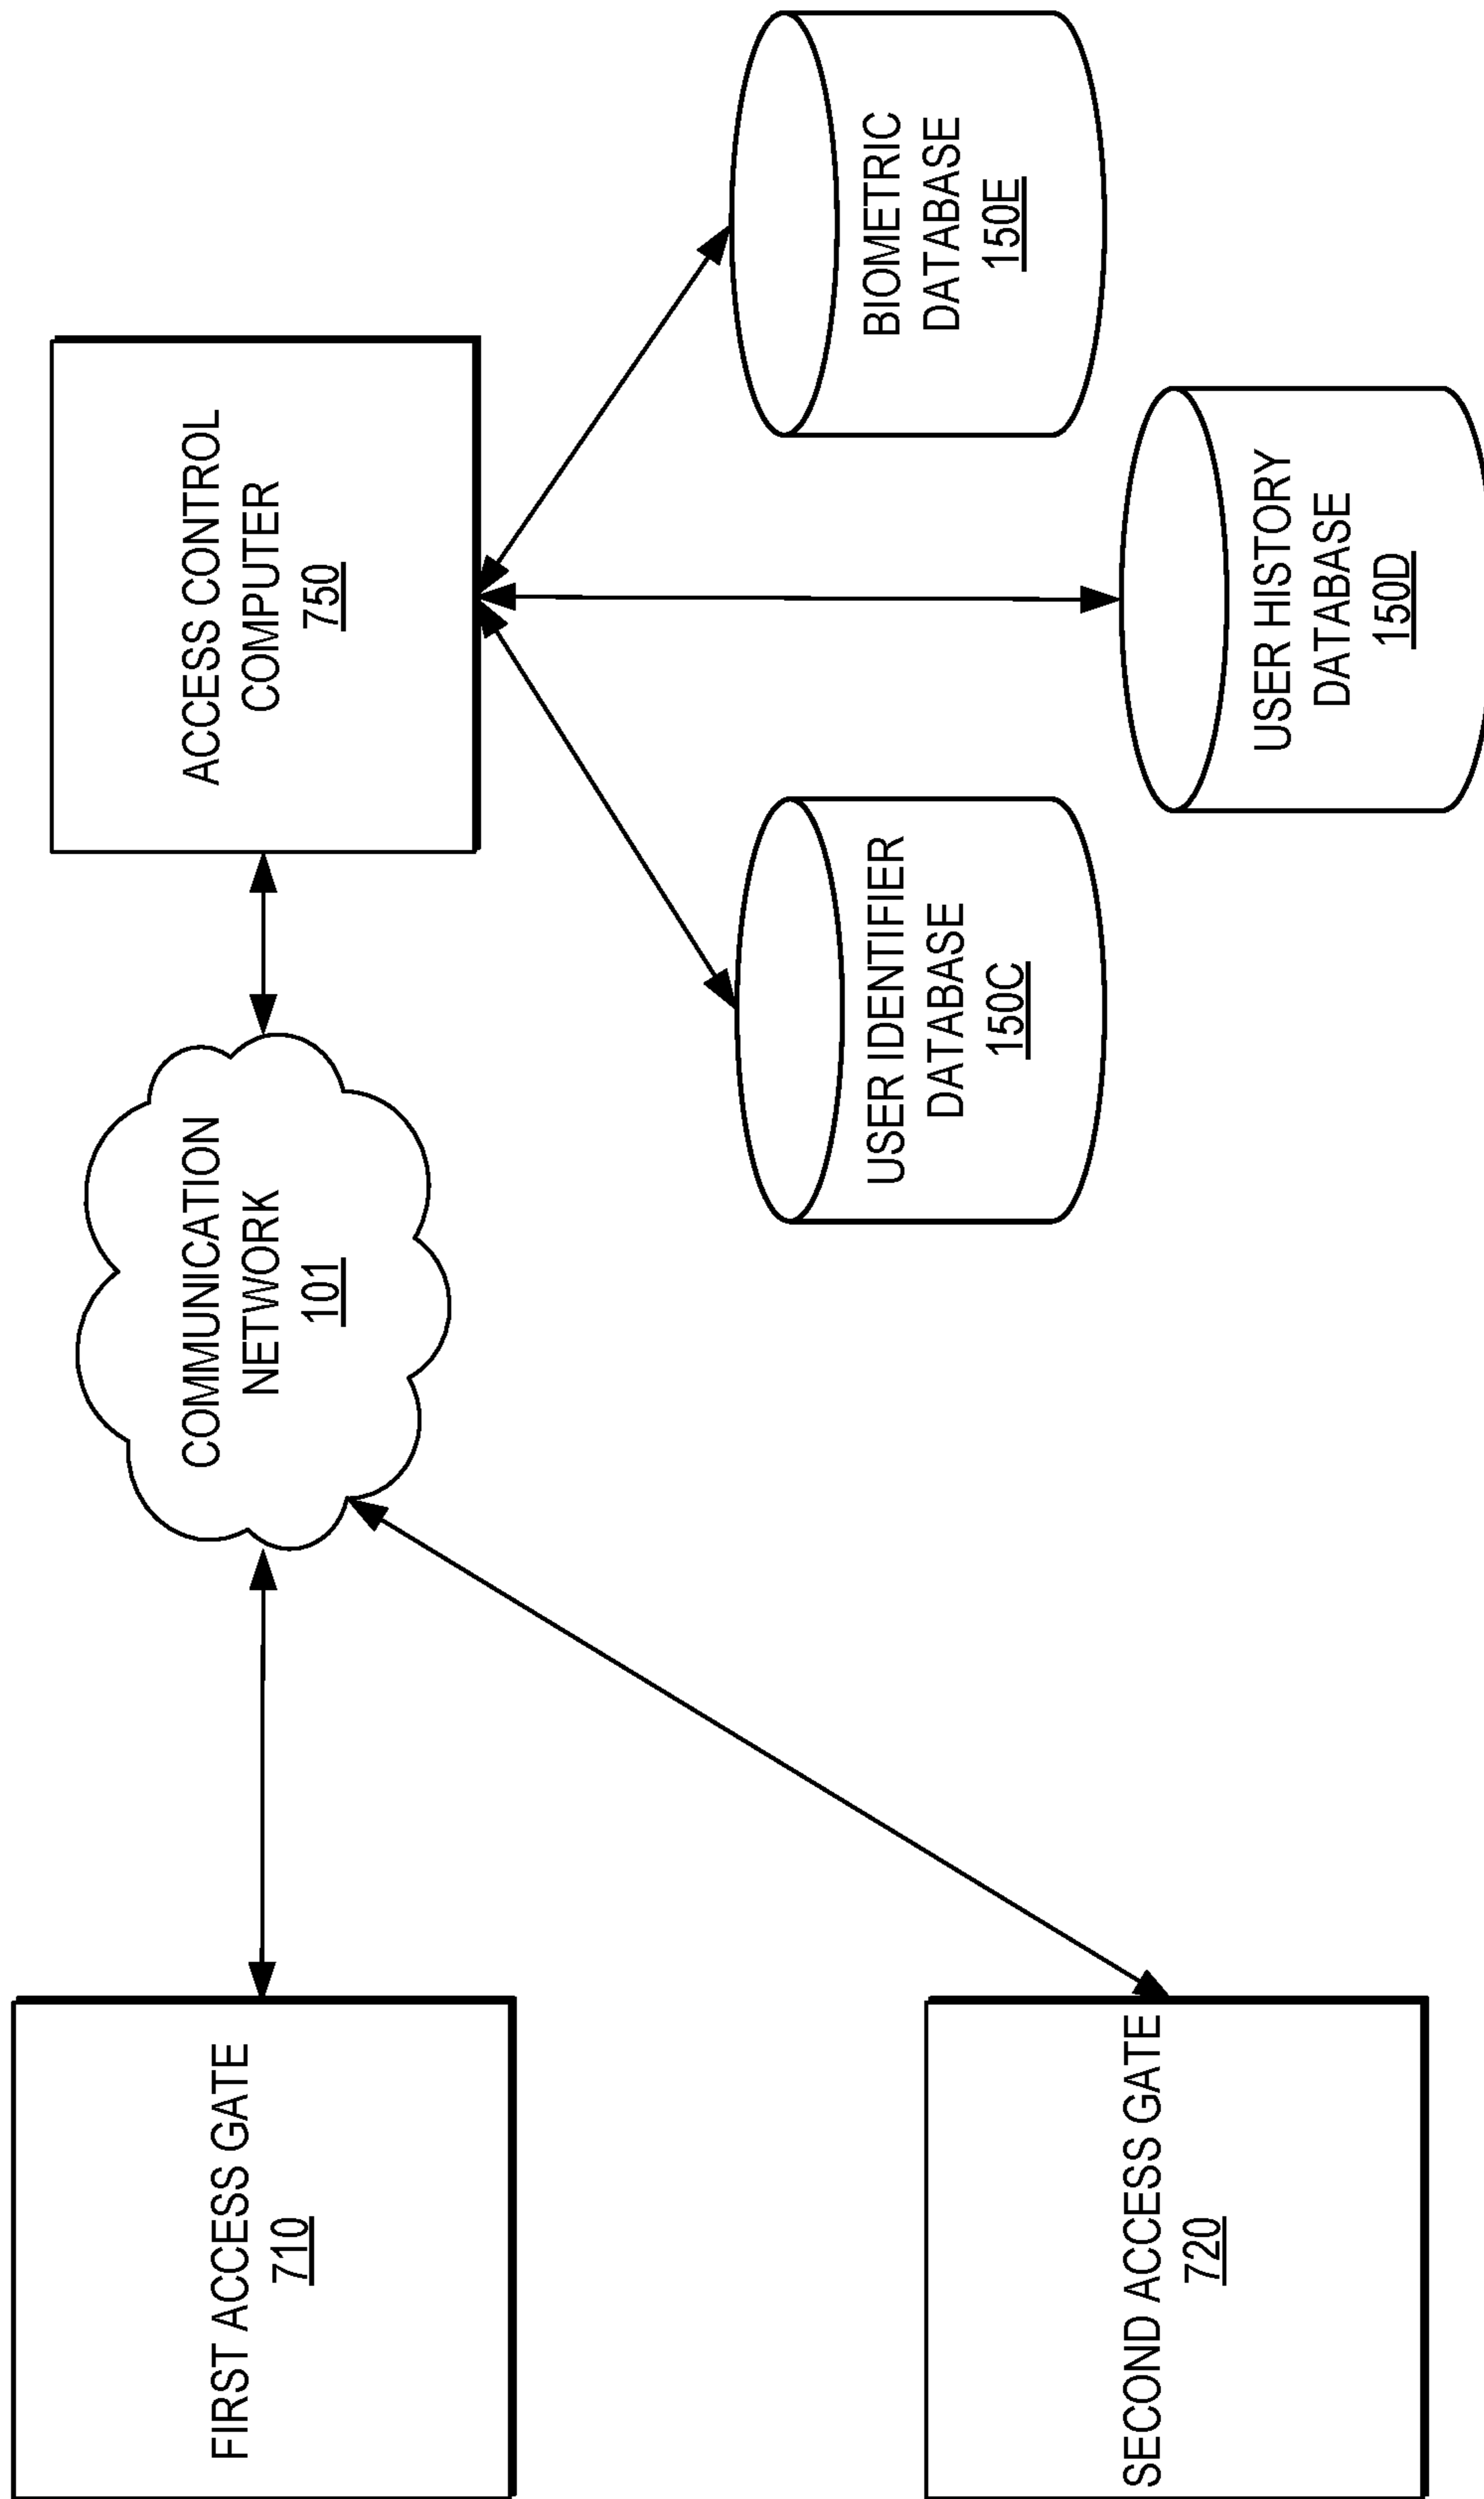 FIRST ACCESS GATE
710
COMMUNICATION
NETWORK
101
ACCESS CONTROL
COMPUTER
750
SECOND ACCESS GATE
720
USER IDENTIFIER
DATABASE
150C
USER HISTORY
DATABASE
150D
BIOMETRIC
DATABASE
150E